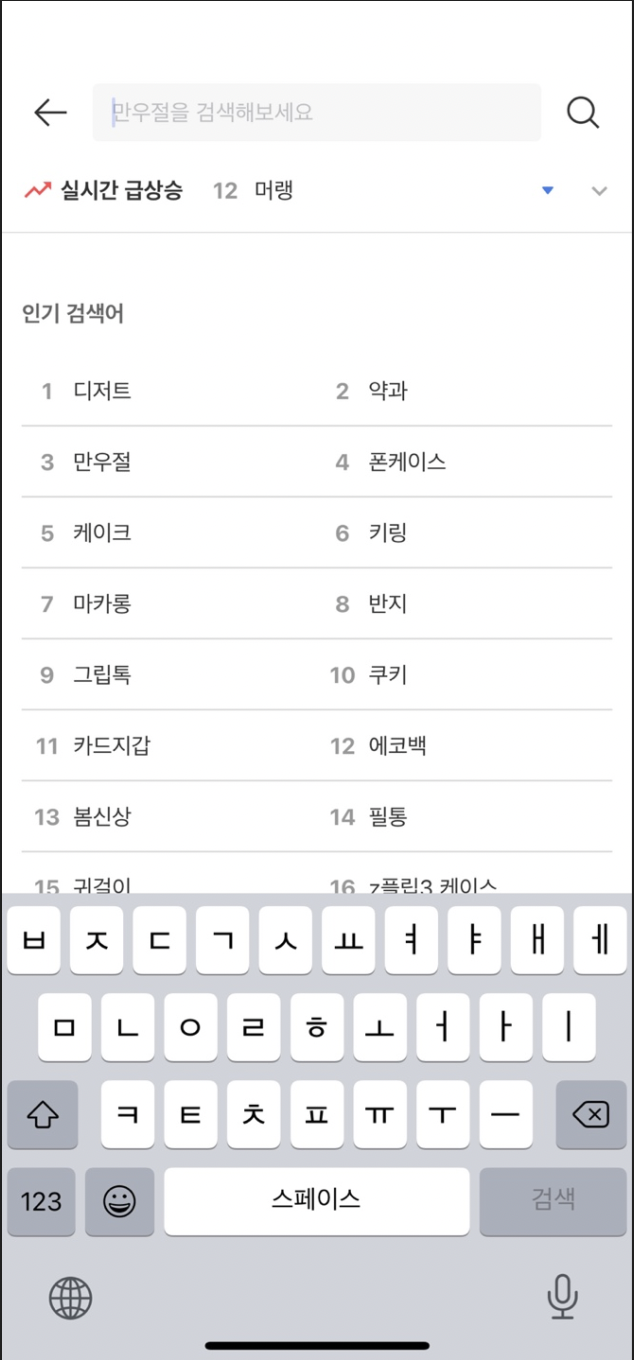 만우절을 검색해보세요
실시간 급상승 12 머랭
인기 검색어
1 디저트 2 약과
3 만우절 4 폰케이스
5 케이크 6 키링
7 마카롱 8 반지
9 그립톡 10 쿠키
11 카드지갑 12 에코백
13 봄신상 14 필통
15 귀걸이 16 z플립3 케이스
ㅂ ㅈ ㄷ ㄱ ㅅ ㅛ ㅕ ㅑ ㅐ ㅔ
ㅁ ㄴ ㅇ ㄹ ㅎ ㅗ ㅓ ㅏ ㅣ
ㅋ ㅌ ㅊ ㅍ ㅠ ㅜ ㅡ
123 스페이스 검색